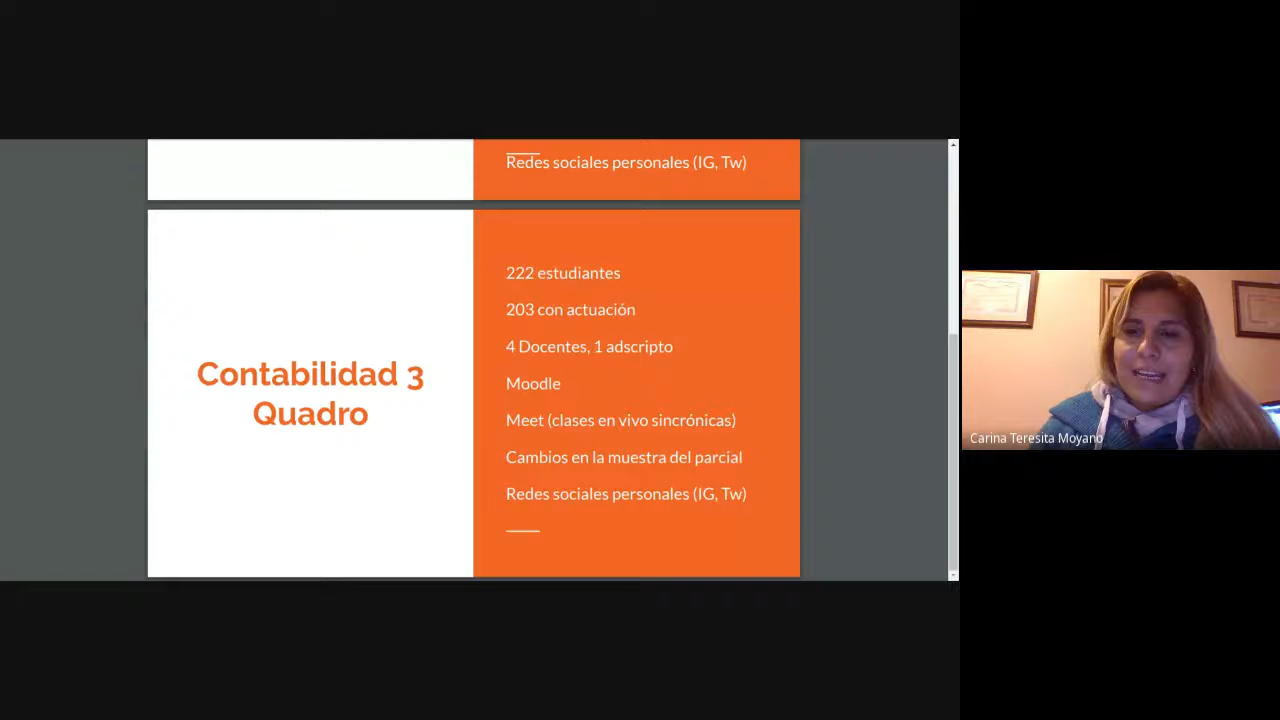 Redes sociales personales (IG, Tw)
Contabilidad 3
Quadro
222 estudiantes
203 con actuación
4 Docentes, 1 adscripto
Moodle
Meet (clases en vivo sincrónicas)
Cambios en la muestra del parcial
Redes sociales personales (IG, Tw)
Carina Teresita Moyano